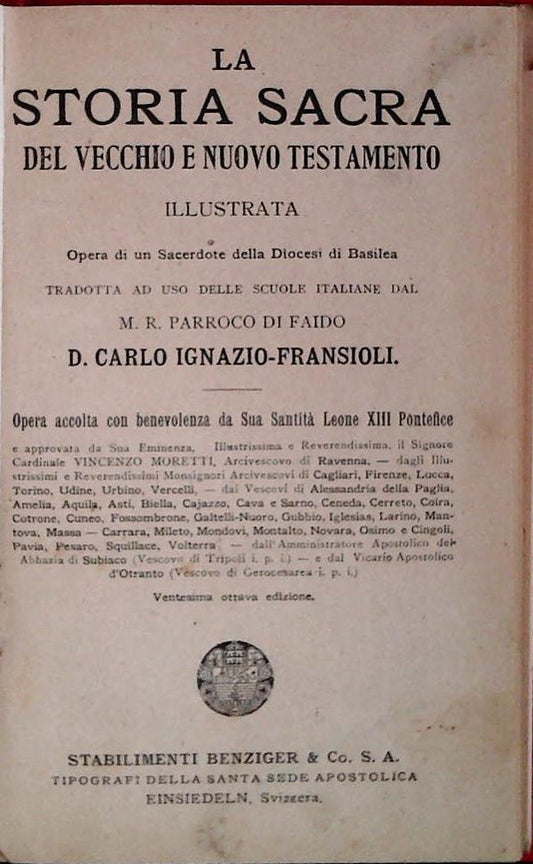 LA
STORIA SACRA
DEL VECCHIO E NUOVO TESTAMENTO
ILLUSTRATA
Opera di un Sacerdote della Diocesi di Basilea
TRADOTTA AD USO DELLE SCUOLE ITALIANE DAL
M. R. PARROCO DI FAIDO
D. CARLO IGNAZIO-FRANSIOLI.
Opera accolta con benevolenza da Sua Santità Leone XIII Pontefice
e approvata da Sua Eminenza, Illustrissima e Reverendissima, il Signore
Cardinale VINCENZO MORETTI, Arcivescovo di Ravenna, — dagli Illu-
strissimi e Reverendissimi Monsignori Arcivescovi di Cagliari, Firenze, Lucca,
Torino, Udine, Urbino, Vercelli, — dai Vescovi di Alessandria della Paglia,
Amelia, Aquila, Asti, Biella, Cajazzo, Cava e Sarno, Ceneda, Cerreto, Coira,
Cotrone, Cuneo, Fossombrone, Galtelli-Nuoro, Gubbio, Iglesias, Larino, Man-
tova, Massa — Carrara, Mileto, Mondovi, Montalto, Novara, Osimo e Cingoli,
Pavia, Pesaro, Squillace, Volterra — dall'Amministratore Apostolico del-
Abbazia di Subiaco (Vescovo di Tripoli i. p. i.) — e dal Vicario Apostolico
d'Otranto (Vescovo di Gerocesarea i. p. i.)
Ventesima ottava edizione.
STABILIMENTI BENZIGER & Co. S. A.
TIPOGRAFI DELLA SANTA SEDE APOSTOLICA
EINSIEDELN, Svizzera.